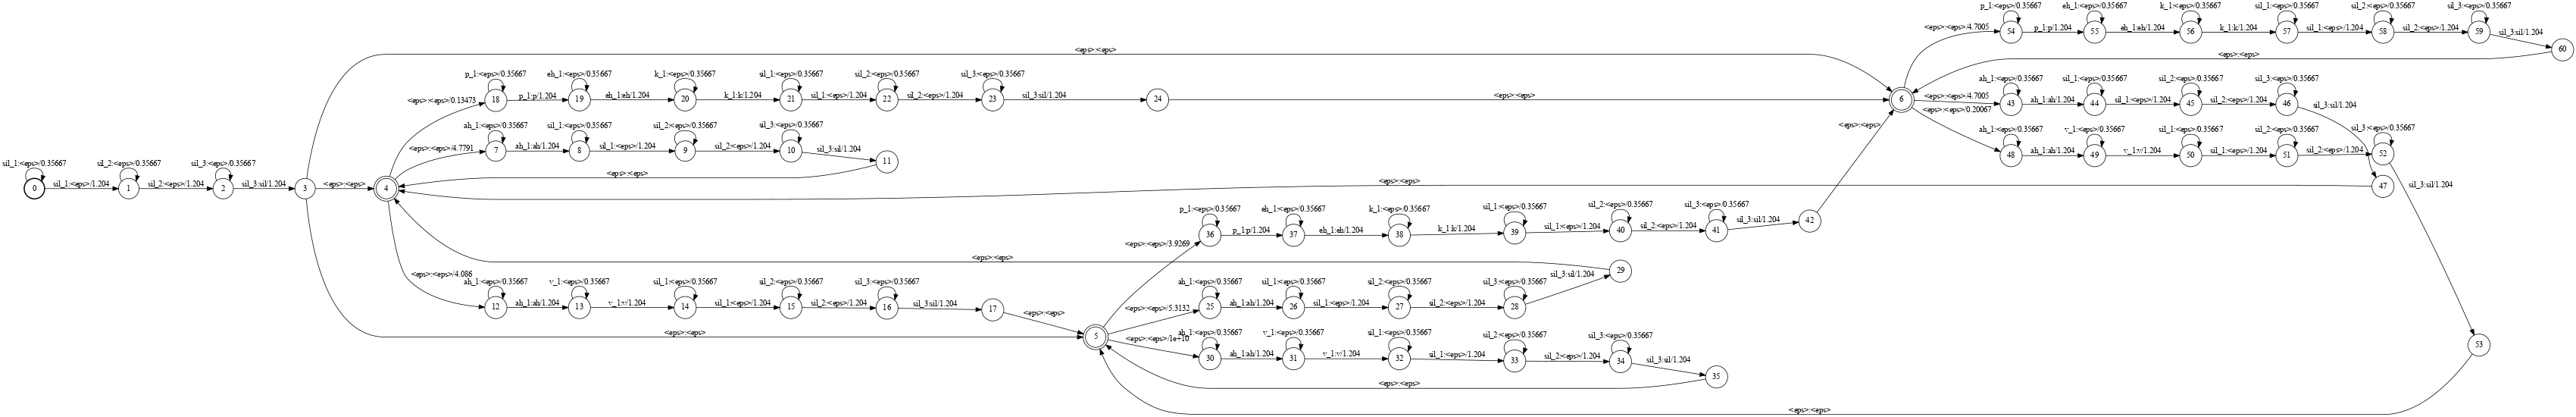 p_1:<eps>/0.35667 eh_1:<eps>/0.35667 k_1:<eps>/0.35667 sil_1:<eps>/0.35667 sil_2:<eps>/0.35667 sil_3:<eps>/0.35667
<eps>:<eps>/4.7005 54 p_1:p/1.204 55 eh_1:eh/1.204 56 k_1:k/1.204 57 sil_1:<eps>/1.204 58 sil_2:<eps>/1.204 59 sil_3:sil/1.204 60
<eps>:<eps> <eps>:<eps>
p_1:<eps>/0.35667 eh_1:<eps>/0.35667 k_1:<eps>/0.35667 sil_1:<eps>/0.35667 sil_2:<eps>/0.35667 sil_3:<eps>/0.35667
<eps>:<eps>/0.13473 18 p_1:p/1.204 19 eh_1:eh/1.204 20 k_1:k/1.204 21 sil_1:<eps>/1.204 22 sil_2:<eps>/1.204 23 sil_3:sil/1.204 24 <eps>:<eps> 6
ah_1:<eps>/0.35667 sil_1:<eps>/0.35667 sil_2:<eps>/0.35667 sil_3:<eps>/0.35667
<eps>:<eps>/4.7005 43 ah_1:ah/1.204 44 sil_1:<eps>/1.204 45 sil_2:<eps>/1.204 46 sil_3:sil/1.204 47
ah_1:<eps>/0.35667 sil_1:<eps>/0.35667 sil_2:<eps>/0.35667 sil_3:<eps>/0.35667
<eps>:<eps>/4.7791 7 ah_1:ah/1.204 8 sil_1:<eps>/1.204 9 sil_2:<eps>/1.204 10 sil_3:sil/1.204 11
<eps>:<eps>
ah_1:<eps>/0.35667 v_1:<eps>/0.35667 sil_1:<eps>/0.35667 sil_2:<eps>/0.35667 sil_3:<eps>/0.35667
<eps>:<eps>/0.20067 48 ah_1:ah/1.204 49 v_1:v/1.204 50 sil_1:<eps>/1.204 51 sil_2:<eps>/1.204 52 sil_3:sil/1.204 53
<eps>:<eps>
sil_1:<eps>/0.35667 sil_2:<eps>/0.35667 sil_3:<eps>/0.35667
0 sil_1:<eps>/1.204 1 sil_2:<eps>/1.204 2 sil_3:sil/1.204 3 <eps>:<eps> 4
<eps>:<eps>
p_1:<eps>/0.35667 eh_1:<eps>/0.35667 k_1:<eps>/0.35667 sil_1:<eps>/0.35667 sil_2:<eps>/0.35667 sil_3:<eps>/0.35667
<eps>:<eps>/3.9269 36 p_1:p/1.204 37 eh_1:eh/1.204 38 k_1:k/1.204 39 sil_1:<eps>/1.204 40 sil_2:<eps>/1.204 41 sil_3:sil/1.204 42
<eps>:<eps>
ah_1:<eps>/0.35667 v_1:<eps>/0.35667 sil_1:<eps>/0.35667 sil_2:<eps>/0.35667 sil_3:<eps>/0.35667
<eps>:<eps>/4.086 12 ah_1:ah/1.204 13 v_1:v/1.204 14 sil_1:<eps>/1.204 15 sil_2:<eps>/1.204 16 sil_3:sil/1.204 17 <eps>:<eps>
ah_1:<eps>/0.35667 sil_1:<eps>/0.35667 sil_2:<eps>/0.35667 sil_3:<eps>/0.35667
<eps>:<eps>/5.3132 25 ah_1:ah/1.204 26 sil_1:<eps>/1.204 27 sil_2:<eps>/1.204 28 sil_3:sil/1.204 29
<eps>:<eps> 5
ah_1:<eps>/0.35667 v_1:<eps>/0.35667 sil_1:<eps>/0.35667 sil_2:<eps>/0.35667 sil_3:<eps>/0.35667
<eps>:<eps>/1e+10 30 ah_1:ah/1.204 31 v_1:v/1.204 32 sil_1:<eps>/1.204 33 sil_2:<eps>/1.204 34 sil_3:sil/1.204 35
<eps>:<eps>
<eps>:<eps>